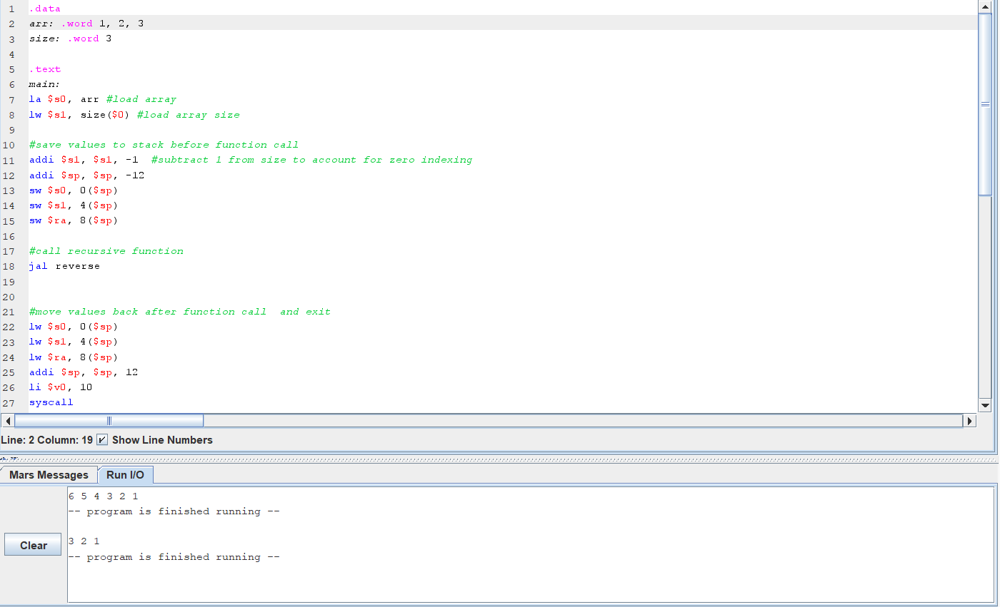 1 .data
2 arr: .word 1, 2, 3
3 size: .word 3
4
5 .text
6 main:
7 la $s0, arr #load array
8 lw $s1, size($0) #load array size
9
10 #save values to stack before function call
11 addi $s1, $s1, -1  #subtract 1 from size to account for zero indexing
12 addi $sp, $sp, -12
13 sw $s0, 0($sp)
14 sw $s1, 4($sp)
15 sw $ra, 8($sp)
16
17 #call recursive function
18 jal reverse
19
20
21 #move values back after function call  and exit
22 lw $s0, 0($sp)
23 lw $s1, 4($sp)
24 lw $ra, 8($sp)
25 addi $sp, $sp, 12
26 li $v0, 10
27 syscall
Line: 2 Column: 19 Show Line Numbers
Mars Messages Run I/O
6 5 4 3 2 1
-- program is finished running --
3 2 1
-- program is finished running --
Clear